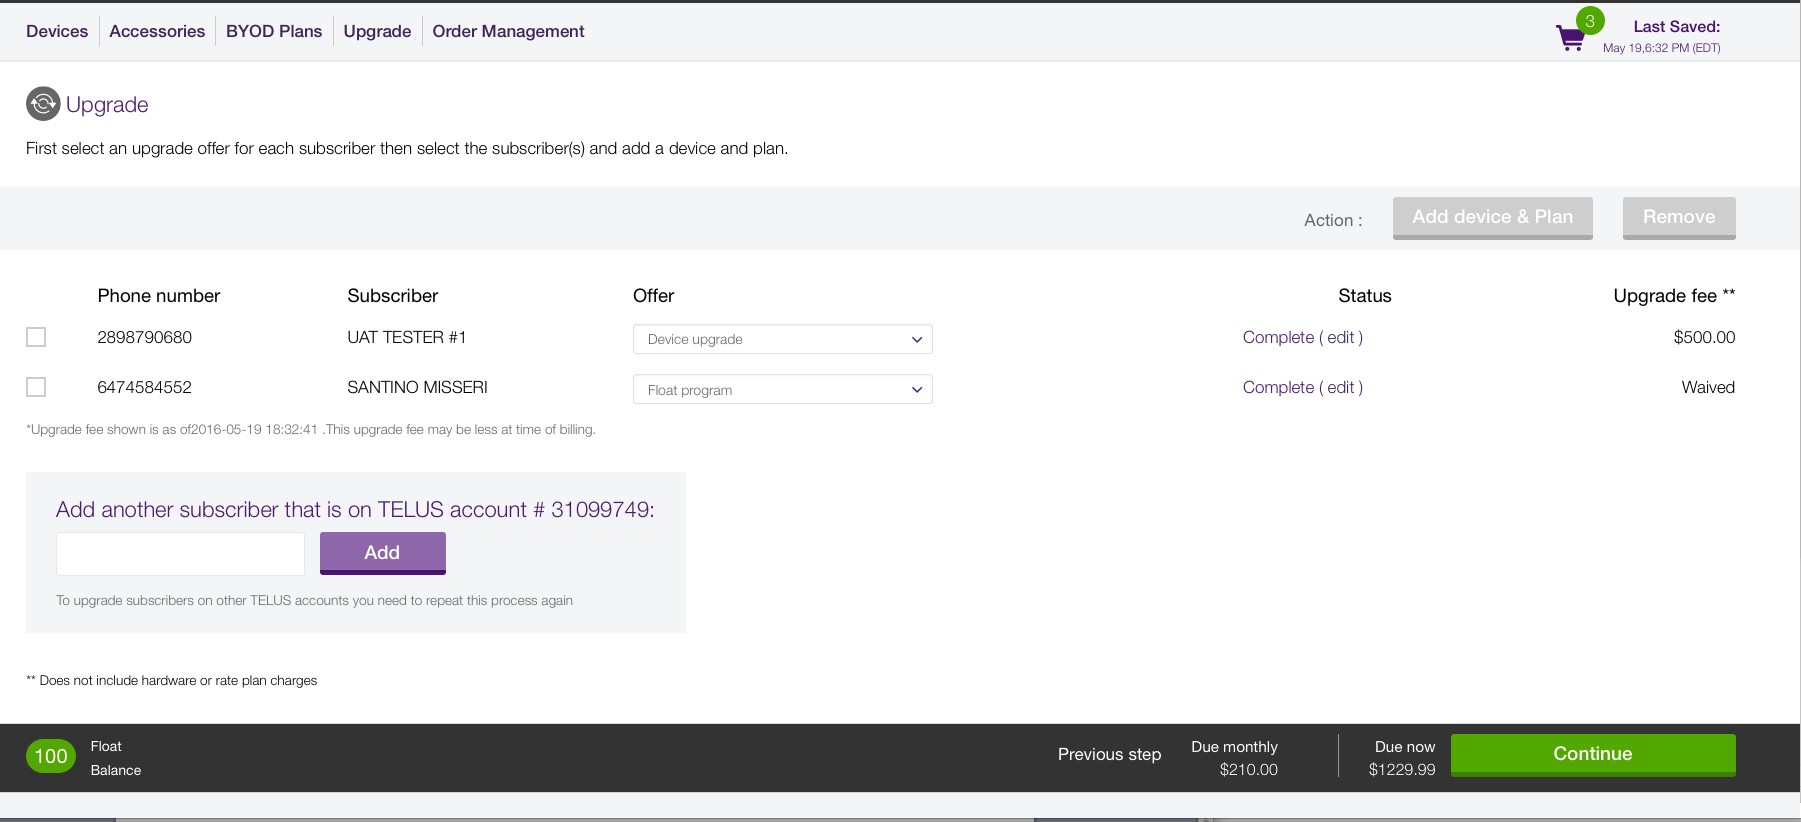 Devices Accessories BYOD Plans Upgrade Order Management 3 Last Saved:
May 19,6:32 PM (EDT)
Upgrade
First select an upgrade offer for each subscriber then select the subscriber(s) and add a device and plan.
Action : Add device & Plan Remove
Phone number Subscriber Offer Status Upgrade fee **
2898790680 UAT TESTER #1 Device upgrade Complete ( edit ) $500.00
6474584552 SANTINO MISSERI Float program Complete ( edit ) Waived
*Upgrade fee shown is as of2016-05-19 18:32:41 .This upgrade fee may be less at time of billing.
Add another subscriber that is on TELUS account # 31099749:
Add
To upgrade subscribers on other TELUS accounts you need to repeat this process again
** Does not include hardware or rate plan charges
100 Float Balance Previous step Due monthly $210.00 Due now $1229.99 Continue